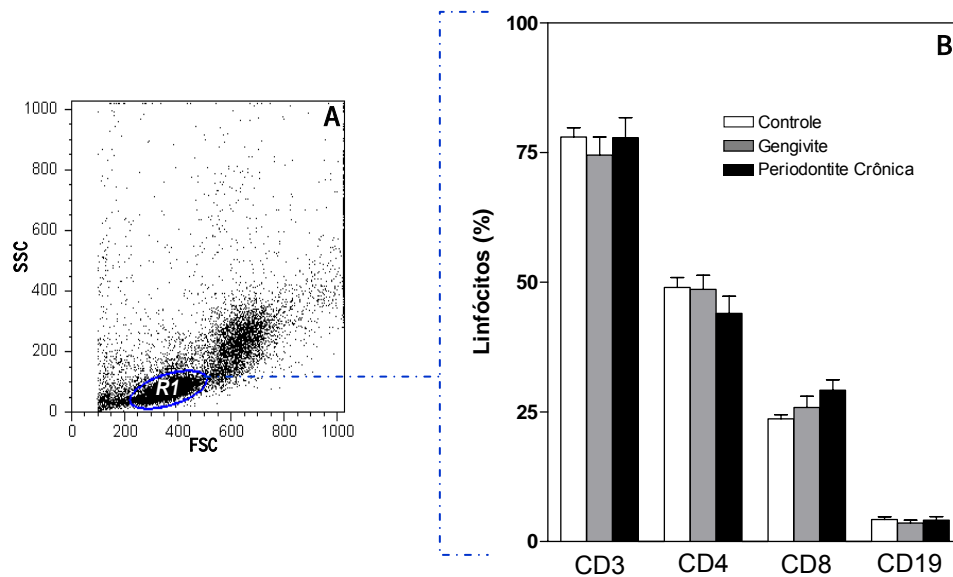 A
1000
800
600
400
200
0
SSC
R1
0 200 400 600 800 1000
FSC
B
100
75
50
25
0
Linfócitos (%)
Controle
Gengivite
Periodontite Crônica
CD3 CD4 CD8 CD19